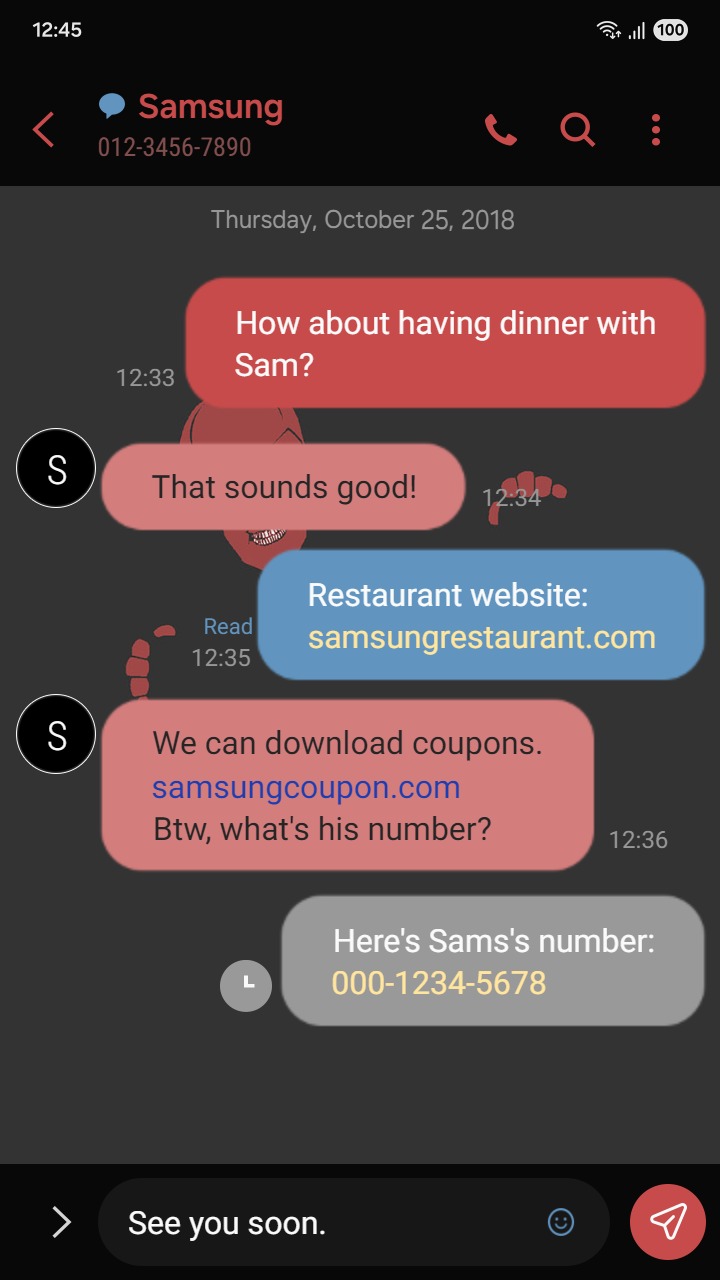 12:45
100
Samsung
012-3456-7890
Thursday, October 25, 2018
How about having dinner with
Sam?
12:33
S
That sounds good!
12:34
Restaurant website:
samsungrestaurant.com
Read
12:35
S
We can download coupons.
samsungcoupon.com
Btw, what's his number?
12:36
Here's Sams's number:
000-1234-5678
See you soon.